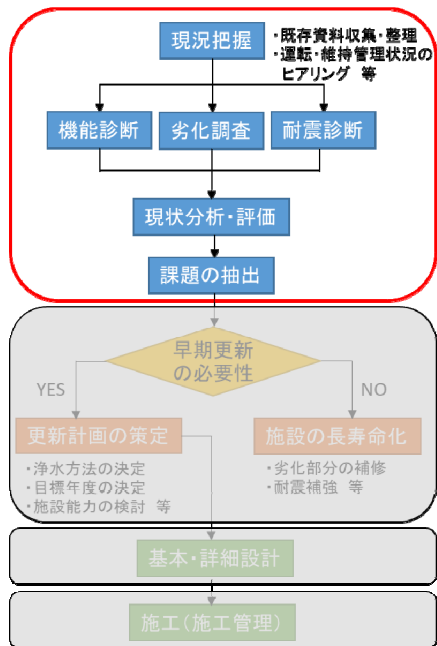 現況把握
・既存資料収集・整理
・運転・維持管理状況の
ヒアリング 等
機能診断
劣化調査
耐震診断
現状分析・評価
課題の抽出
早期更新
の必要性
YES
NO
更新計画の策定
・浄水方法の決定
・目標年度の決定
・施設能力の検討 等
施設の長寿命化
・劣化部分の補修
・耐震補強 等
基本・詳細設計
施工(施工管理)